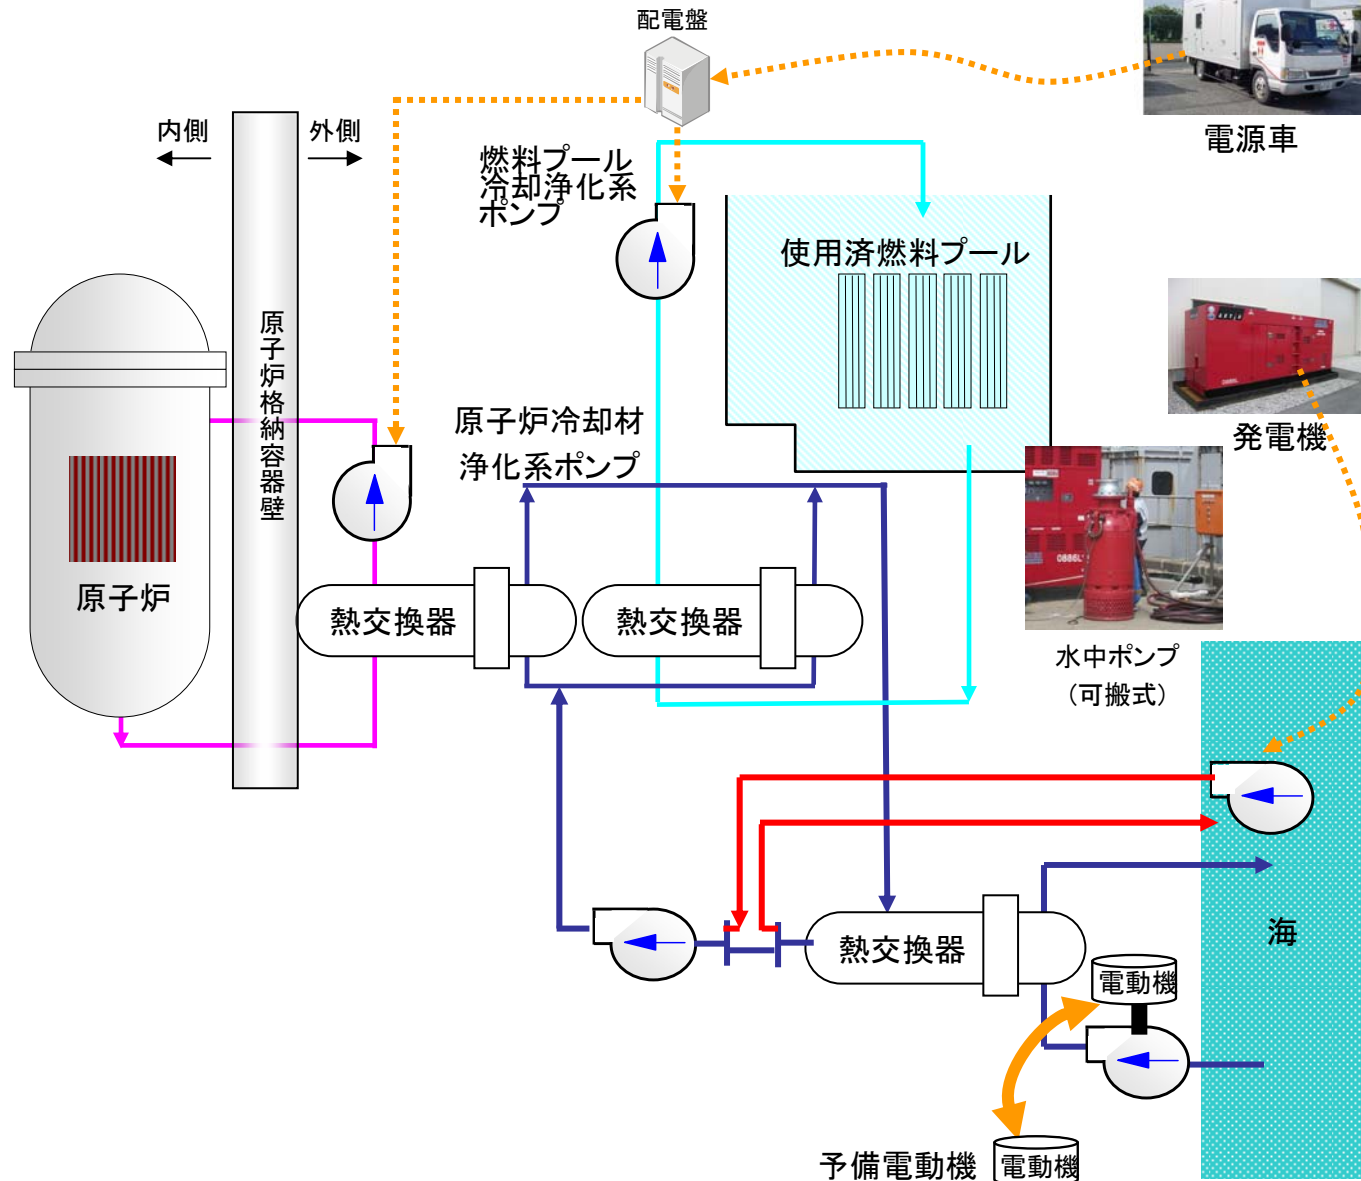 配電盤
電源車
内側
外側
燃料プール
冷却浄化系
ポンプ
使用済燃料プール
原子炉格納容器壁
発電機
原子炉冷却材
浄化系ポンプ
原子炉
熱交換器
熱交換器
水中ポンプ
（可搬式）
海
熱交換器
電動機
予備電動機
電動機